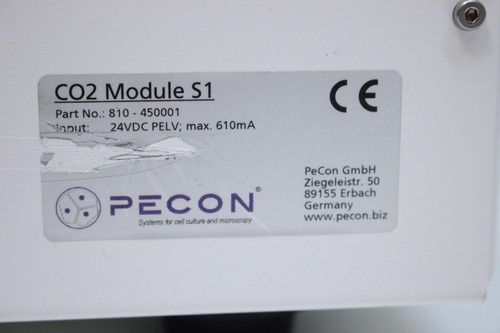 CO2 Module S1
Part No.: 810 - 450001
Input: 24VDC PELV; max. 610mA
CE
PECON®
Systems for cell culture and microscopy
PeCon GmbH
Ziegeleistr. 50
89155 Erbach
Germany
www.pecon.biz